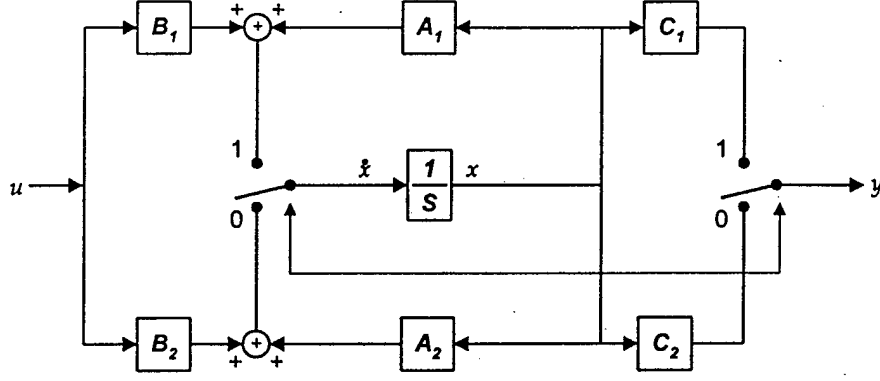 B₁ + + + A₁ C₁
1 ẋ 1/S x 1
u y
0 0
B₂ + + + A₂ C₂